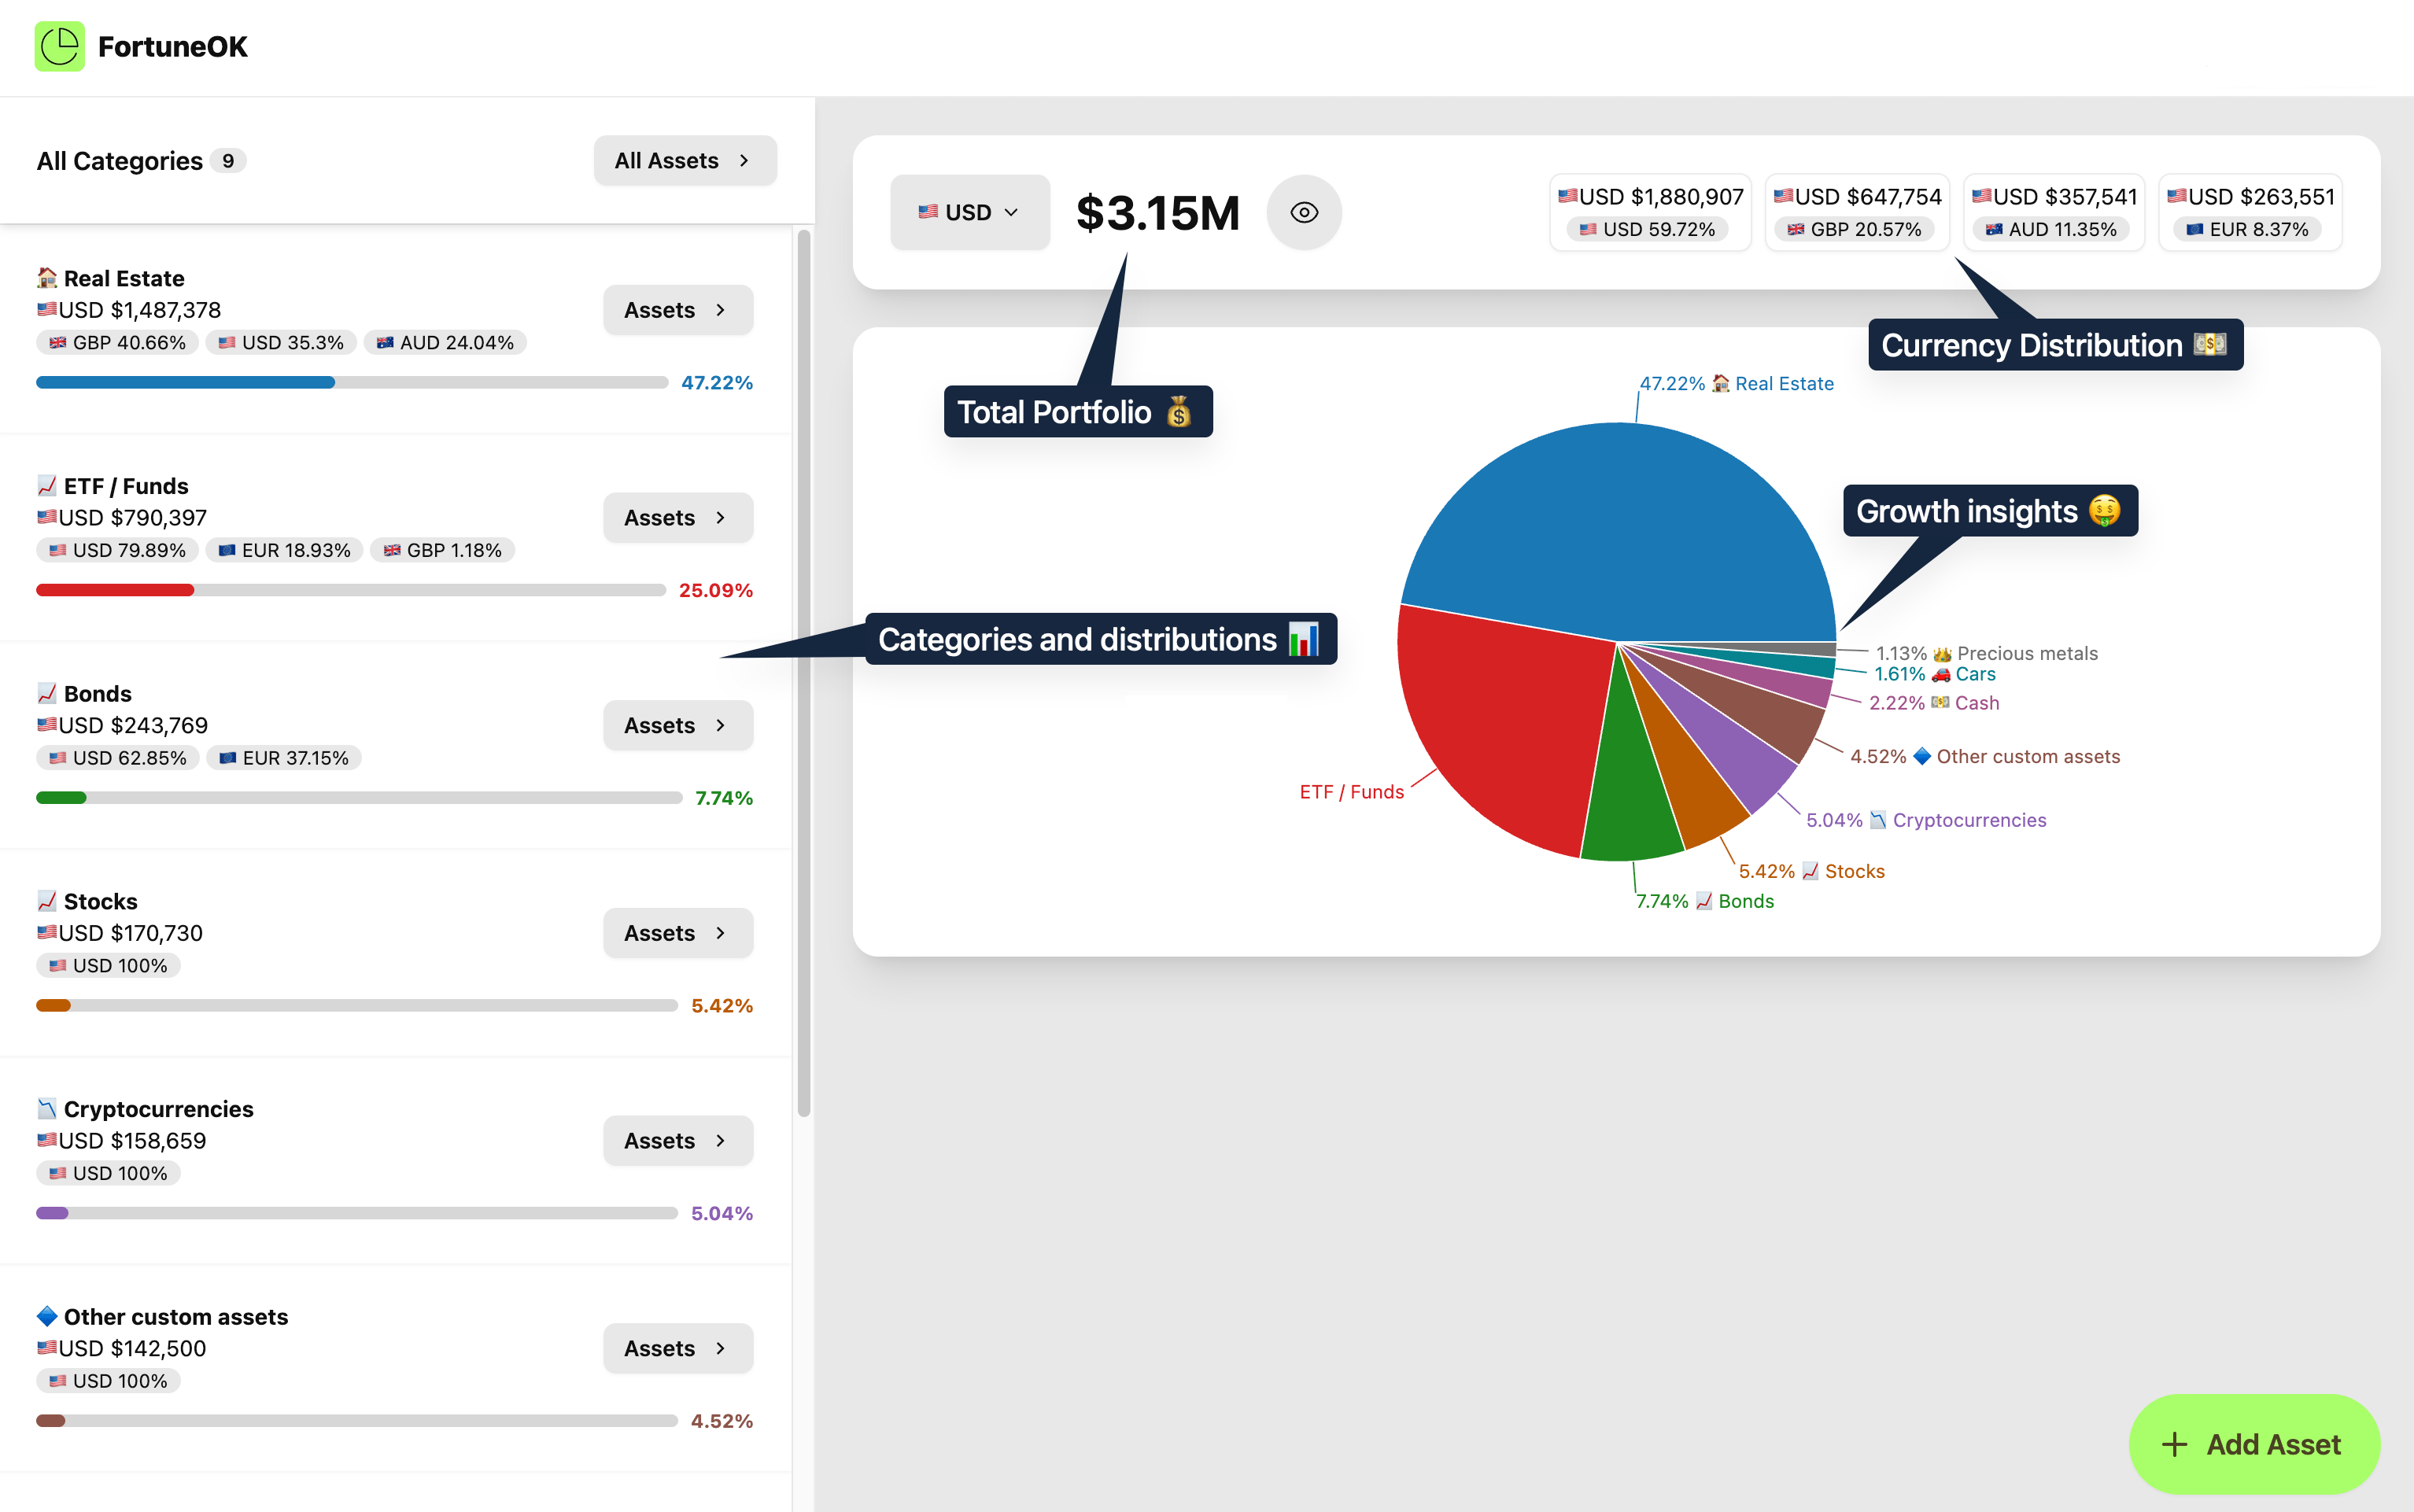 FortuneOK
All Categories 9
All Assets
🏠 Real Estate
🇺🇸USD $1,487,378
🇬🇧 GBP 40.66% 🇺🇸 USD 35.3% 🇦🇺 AUD 24.04%
47.22%
Assets
📈 ETF / Funds
🇺🇸USD $790,397
🇺🇸 USD 79.89% 🇪🇺 EUR 18.93% 🇬🇧 GBP 1.18%
25.09%
Assets
📈 Bonds
🇺🇸USD $243,769
🇺🇸 USD 62.85% 🇪🇺 EUR 37.15%
7.74%
Assets
📈 Stocks
🇺🇸USD $170,730
🇺🇸 USD 100%
5.42%
Assets
📉 Cryptocurrencies
🇺🇸USD $158,659
🇺🇸 USD 100%
5.04%
Assets
🔷 Other custom assets
🇺🇸USD $142,500
🇺🇸 USD 100%
4.52%
Assets
🇺🇸 USD
$3.15M
🇺🇸USD $1,880,907
🇺🇸 USD 59.72%
🇺🇸USD $647,754
🇬🇧 GBP 20.57%
🇺🇸USD $357,541
🇦🇺 AUD 11.35%
🇺🇸USD $263,551
🇪🇺 EUR 8.37%
Currency Distribution 💵
Total Portfolio 💰
47.22% 🏠 Real Estate
Growth insights 🤑
Categories and distributions 📊
1.13% 👑 Precious metals
1.61% 🚗 Cars
2.22% 💵 Cash
4.52% 🔷 Other custom assets
ETF / Funds
5.04% 📉 Cryptocurrencies
5.42% 📈 Stocks
7.74% 📈 Bonds
+ Add Asset